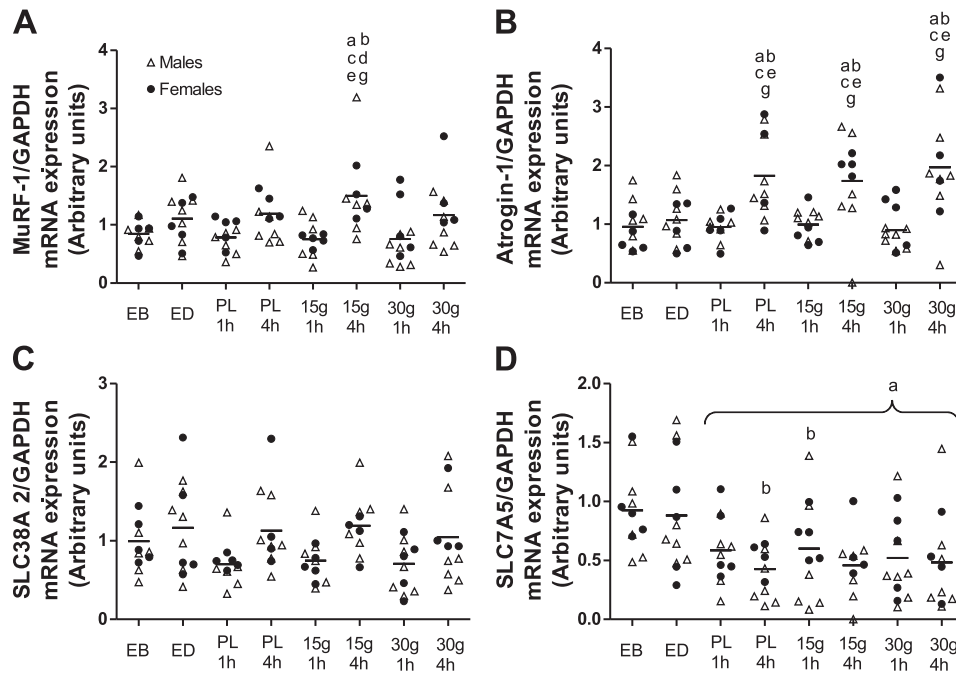 A
MuRF-1/GAPDH
mRNA expression
(Arbitrary units)
4
3
2
1
0
Males
Females
a b
c d
e g
EB
ED
PL
1h
PL
4h
15g
1h
15g
4h
30g
1h
30g
4h
B
Atrogin-1/GAPDH
mRNA expression
(Arbitrary units)
4
3
2
1
0
ab
c e
g
ab
c e
g
ab
c e
g
EB
ED
PL
1h
PL
4h
15g
1h
15g
4h
30g
1h
30g
4h
C
SLC38A 2/GAPDH
mRNA expression
(Arbitrary units)
3
2
1
0
EB
ED
PL
1h
PL
4h
15g
1h
15g
4h
30g
1h
30g
4h
D
SLC7A5/GAPDH
mRNA expression
(Arbitrary units)
2.0
1.5
1.0
0.5
0.0
a
b
b
EB
ED
PL
1h
PL
4h
15g
1h
15g
4h
30g
1h
30g
4h